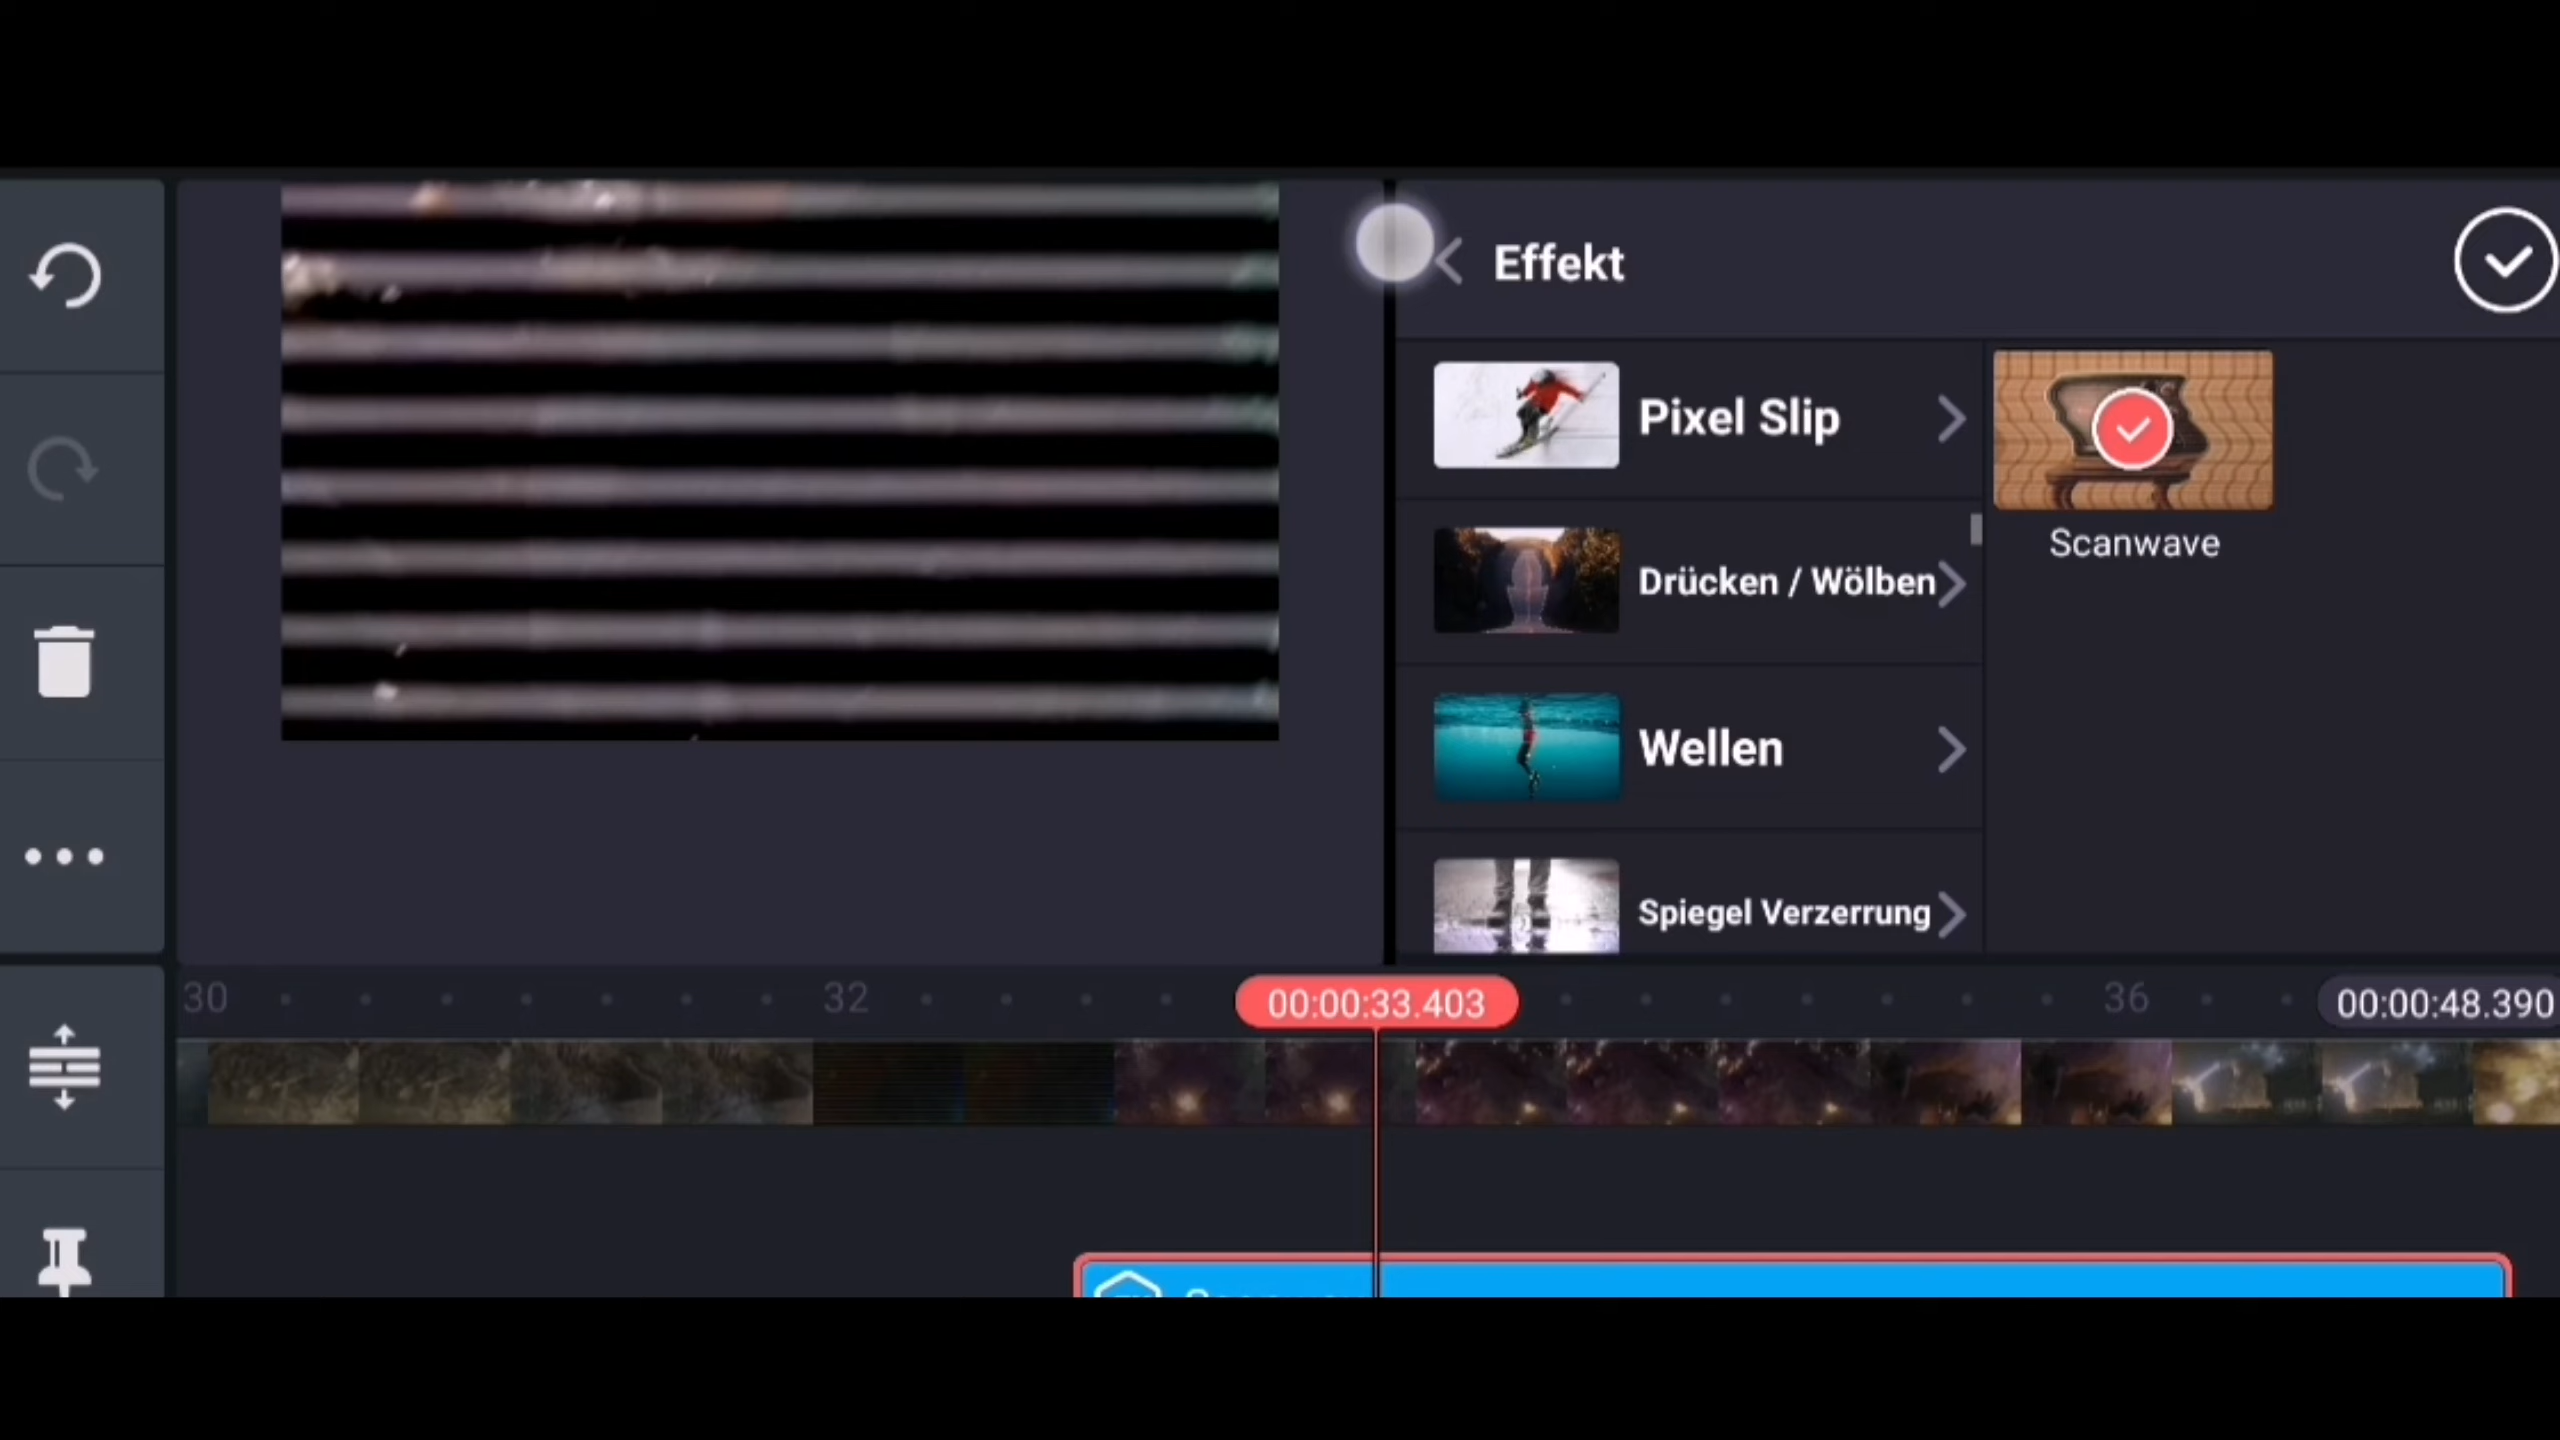 Effekt
Pixel Slip
Scanwave
Drücken / Wölben
Wellen
Spiegel Verzerrung
30
32
00:00:33.403
36
00:00:48.390